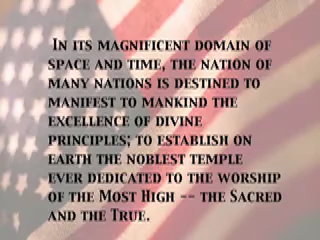 In its magnificent domain of
space and time, the nation of
many nations is destined to
manifest to mankind the
excellence of divine
principles; to establish on
earth the noblest temple
ever dedicated to the worship
of the Most High -- the Sacred
and the True.